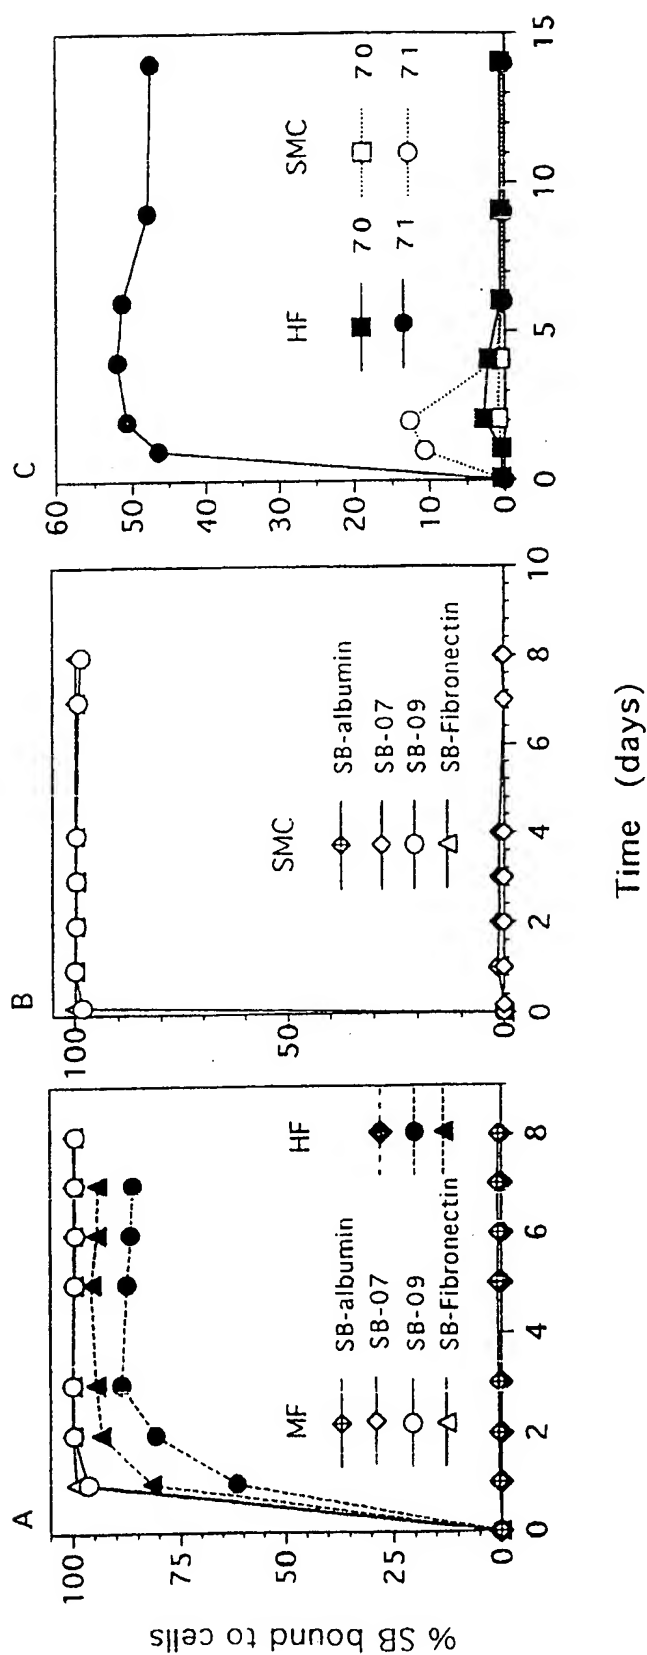 A
% SB bound to cells
100
75
50
25
0
MF
SB-albumin
SB-07
SB-09
SB-Fibronectin
HF
0
2
4
6
8
B
100
50
0
SMC
SB-albumin
SB-07
SB-09
SB-Fibronectin
0
2
4
6
8
10
Time (days)
C
60
50
40
30
20
10
0
HF
SMC
70
70
71
71
0
5
10
15